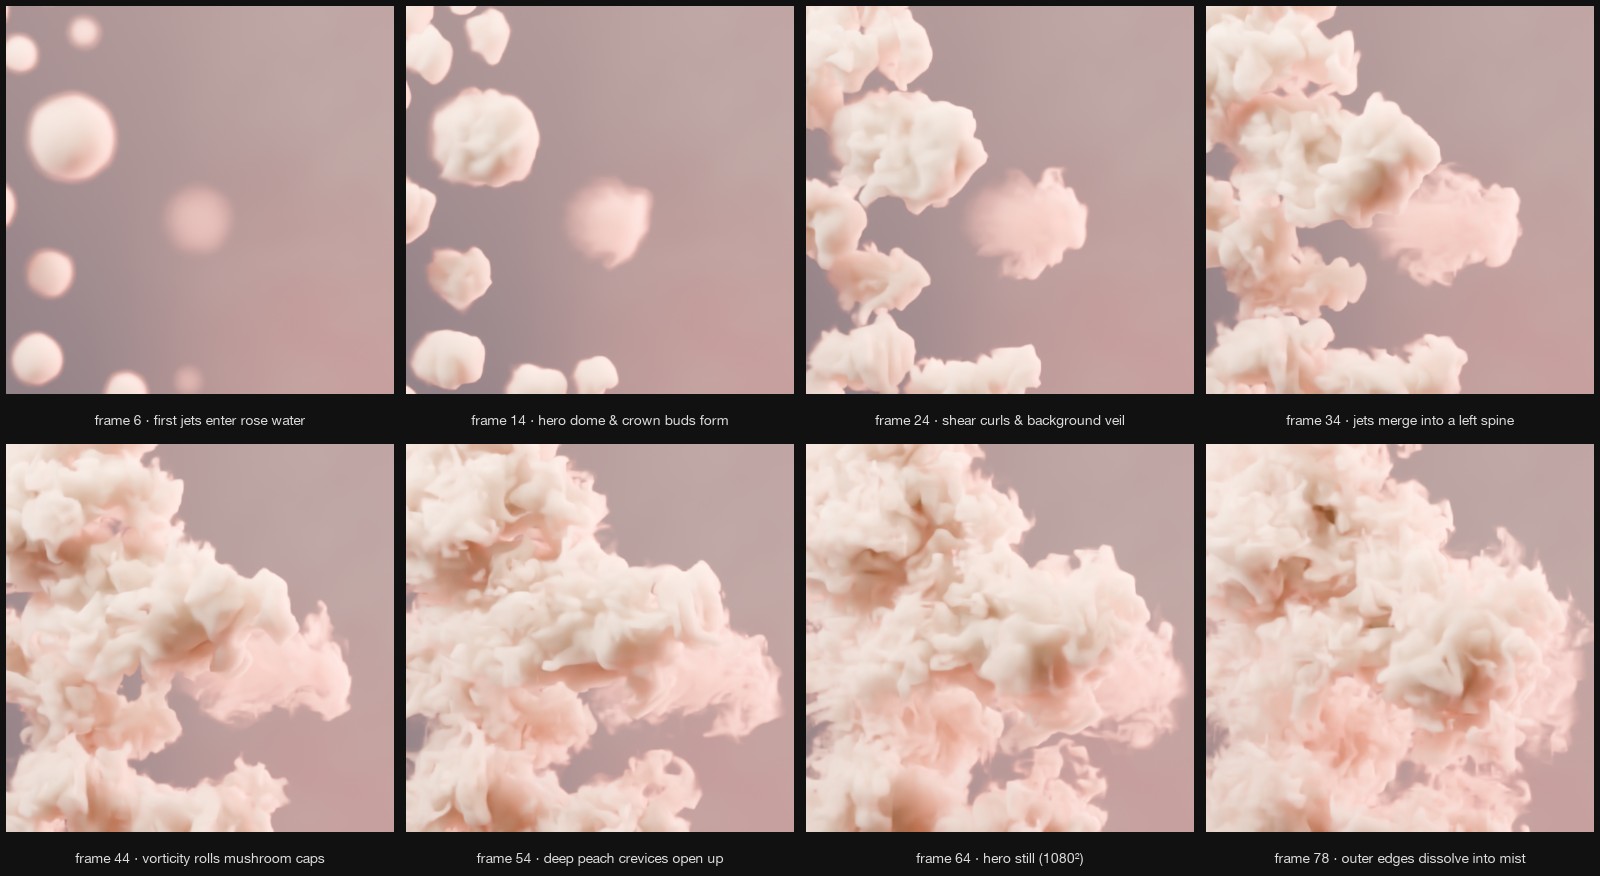 frame 6 · first jets enter rose water
frame 14 · hero dome & crown buds form
frame 24 · shear curls & background veil
frame 34 · jets merge into a left spine
frame 44 · vorticity rolls mushroom caps
frame 54 · deep peach crevices open up
frame 64 · hero still (1080²)
frame 78 · outer edges dissolve into mist